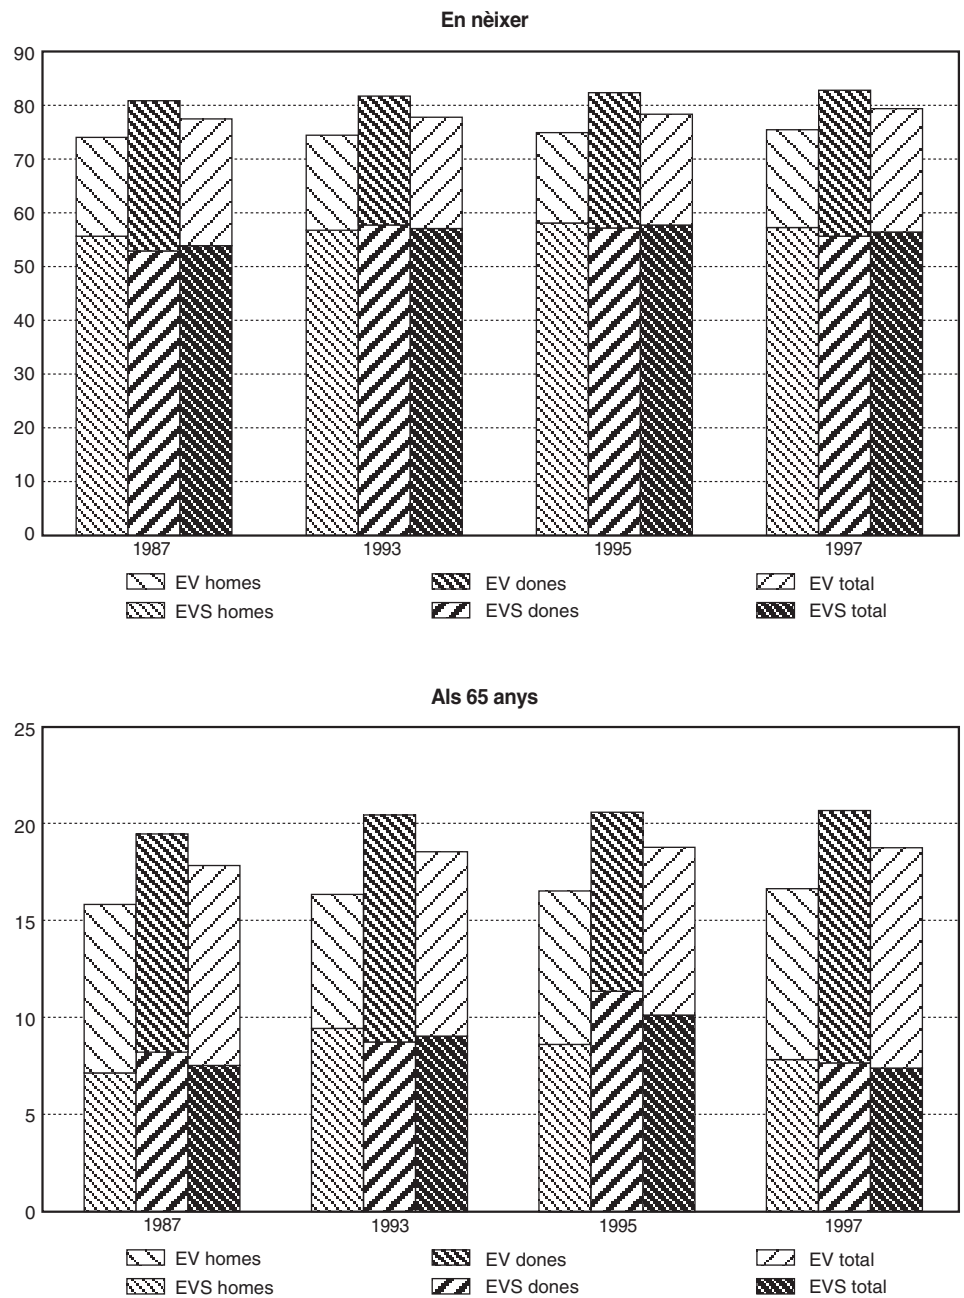 En nèixer
90
80
70
60
50
40
30
20
10
0
1987 1993 1995 1997
EV homes EV dones EV total
EVS homes EVS dones EVS total
Als 65 anys
25
20
15
10
5
0
1987 1993 1995 1997
EV homes EV dones EV total
EVS homes EVS dones EVS total